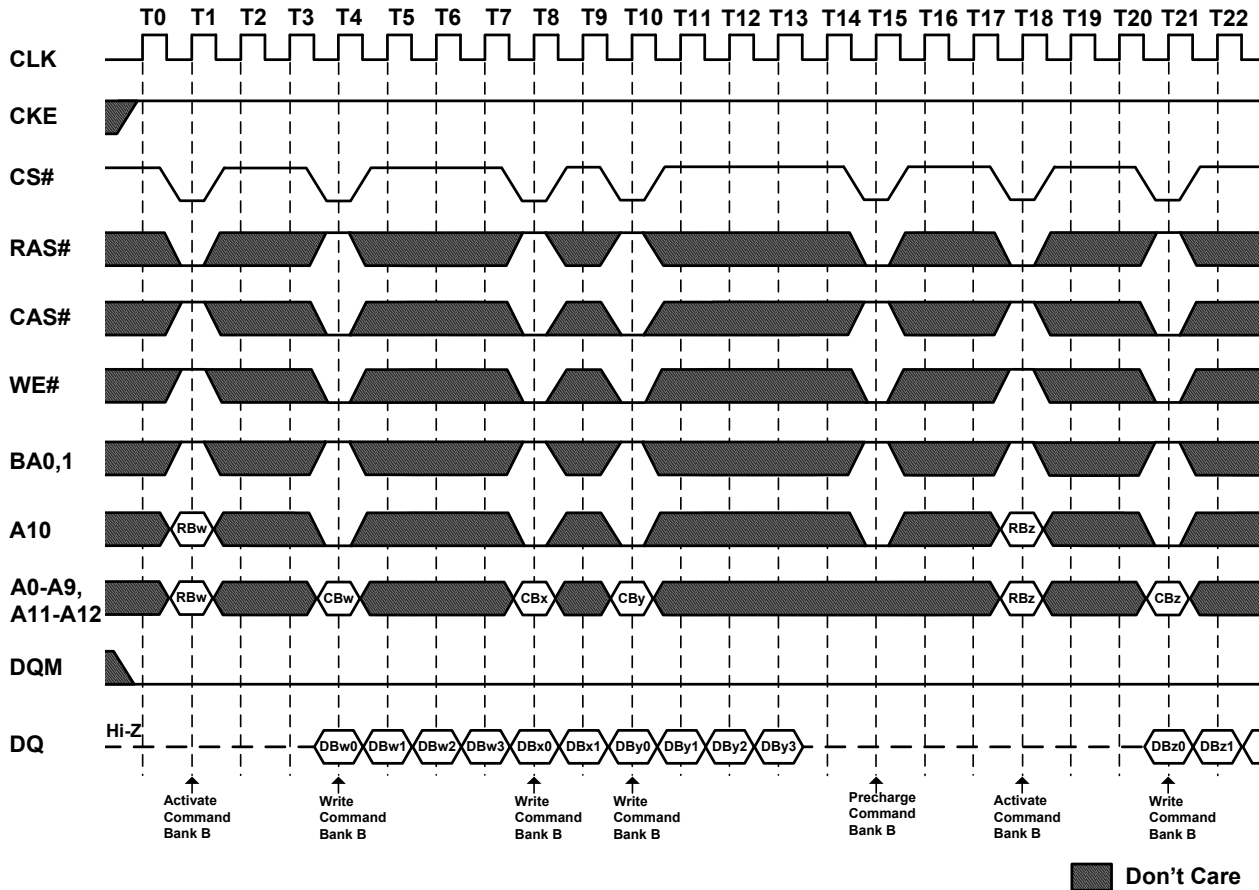 T0 T1 T2 T3 T4 T5 T6 T7 T8 T9 T10 T11 T12 T13 T14 T15 T16 T17 T18 T19 T20 T21 T22
CLK
CKE
CS#
RAS#
CAS#
WE#
BA0,1
A10 RBw RBz
A0-A9,
A11-A12 RBw CBw CBx CBy RBz CBz
DQM
DQ Hi-Z DBw0 DBw1 DBw2 DBw3 DBx0 DBx1 DBy0 DBy1 DBy2 DBy3 DBz0 DBz1
Activate
Command
Bank B
Write
Command
Bank B
Write
Command
Bank B
Write
Command
Bank B
Precharge
Command
Bank B
Activate
Command
Bank B
Write
Command
Bank B
Don't Care